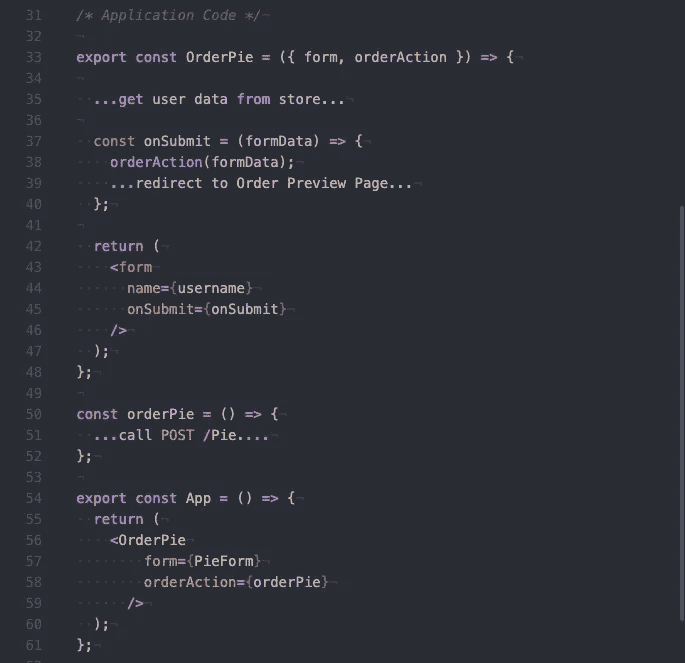 31 /* Application Code */
32
33 export const OrderPie = ({ form, orderAction }) => {
34
35 ...get user data from store...
36
37 const onSubmit = (formData) => {
38 orderAction(formData);
39 ...redirect to Order Preview Page...
40 };
41
42 return (
43 <form
44 name={username}
45 onSubmit={onSubmit}
46 />
47 );
48 };
49
50 const orderPie = () => {
51 ...call POST /Pie....
52 };
53
54 export const App = () => {
55 return (
56 <OrderPie
57 form={PieForm}
58 orderAction={orderPie}
59 />
60 );
61 };